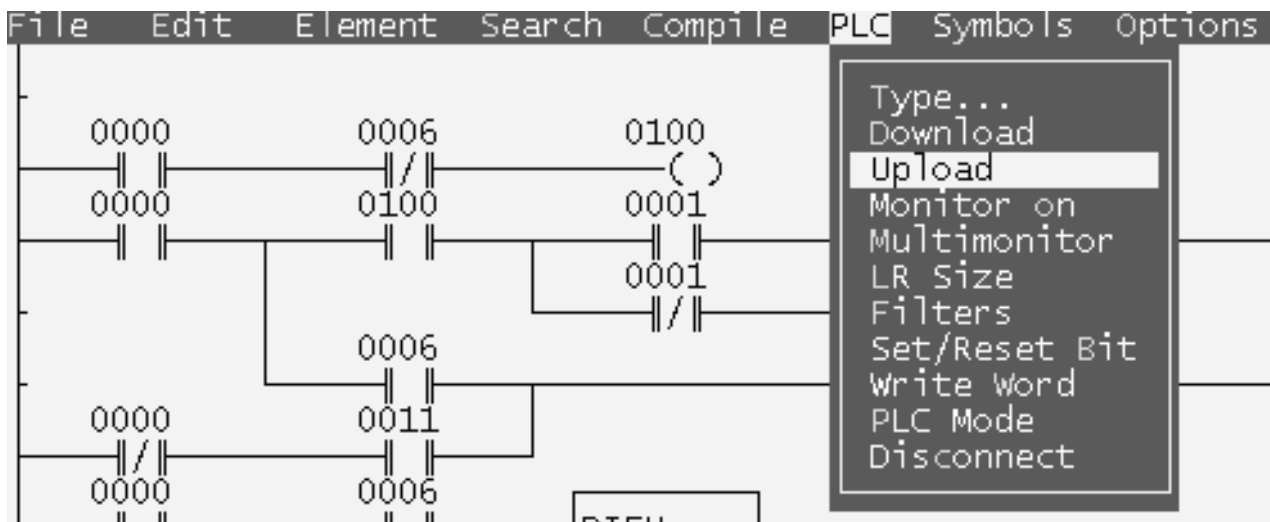 File Edit Element Search Compile PLC Symbols Options
Type...
Download
Upload
Monitor on
Multimonitor
LR Size
Filters
Set/Reset Bit
Write Word
PLC Mode
Disconnect
0000 0006 0100
0000 0100 0001
0001
0006
0000 0011
0000 0006